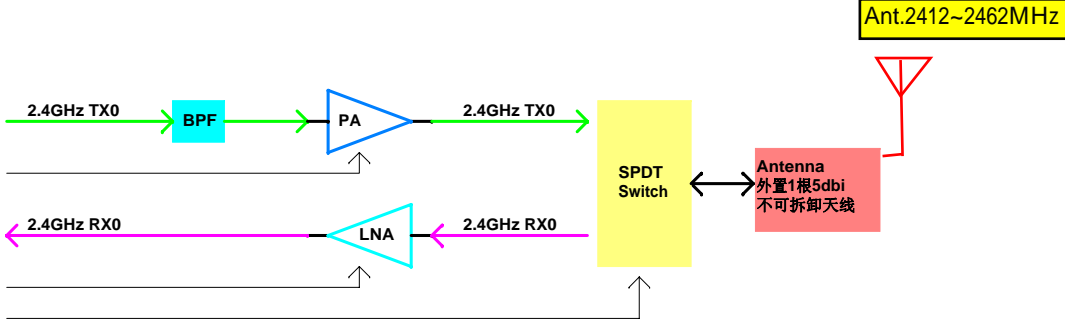 Ant.2412~2462MHz
2.4GHz TX0
BPF
PA
2.4GHz TX0
SPDT
Switch
Antenna
外置1根5dbi
不可拆卸天线
2.4GHz RX0
LNA
2.4GHz RX0